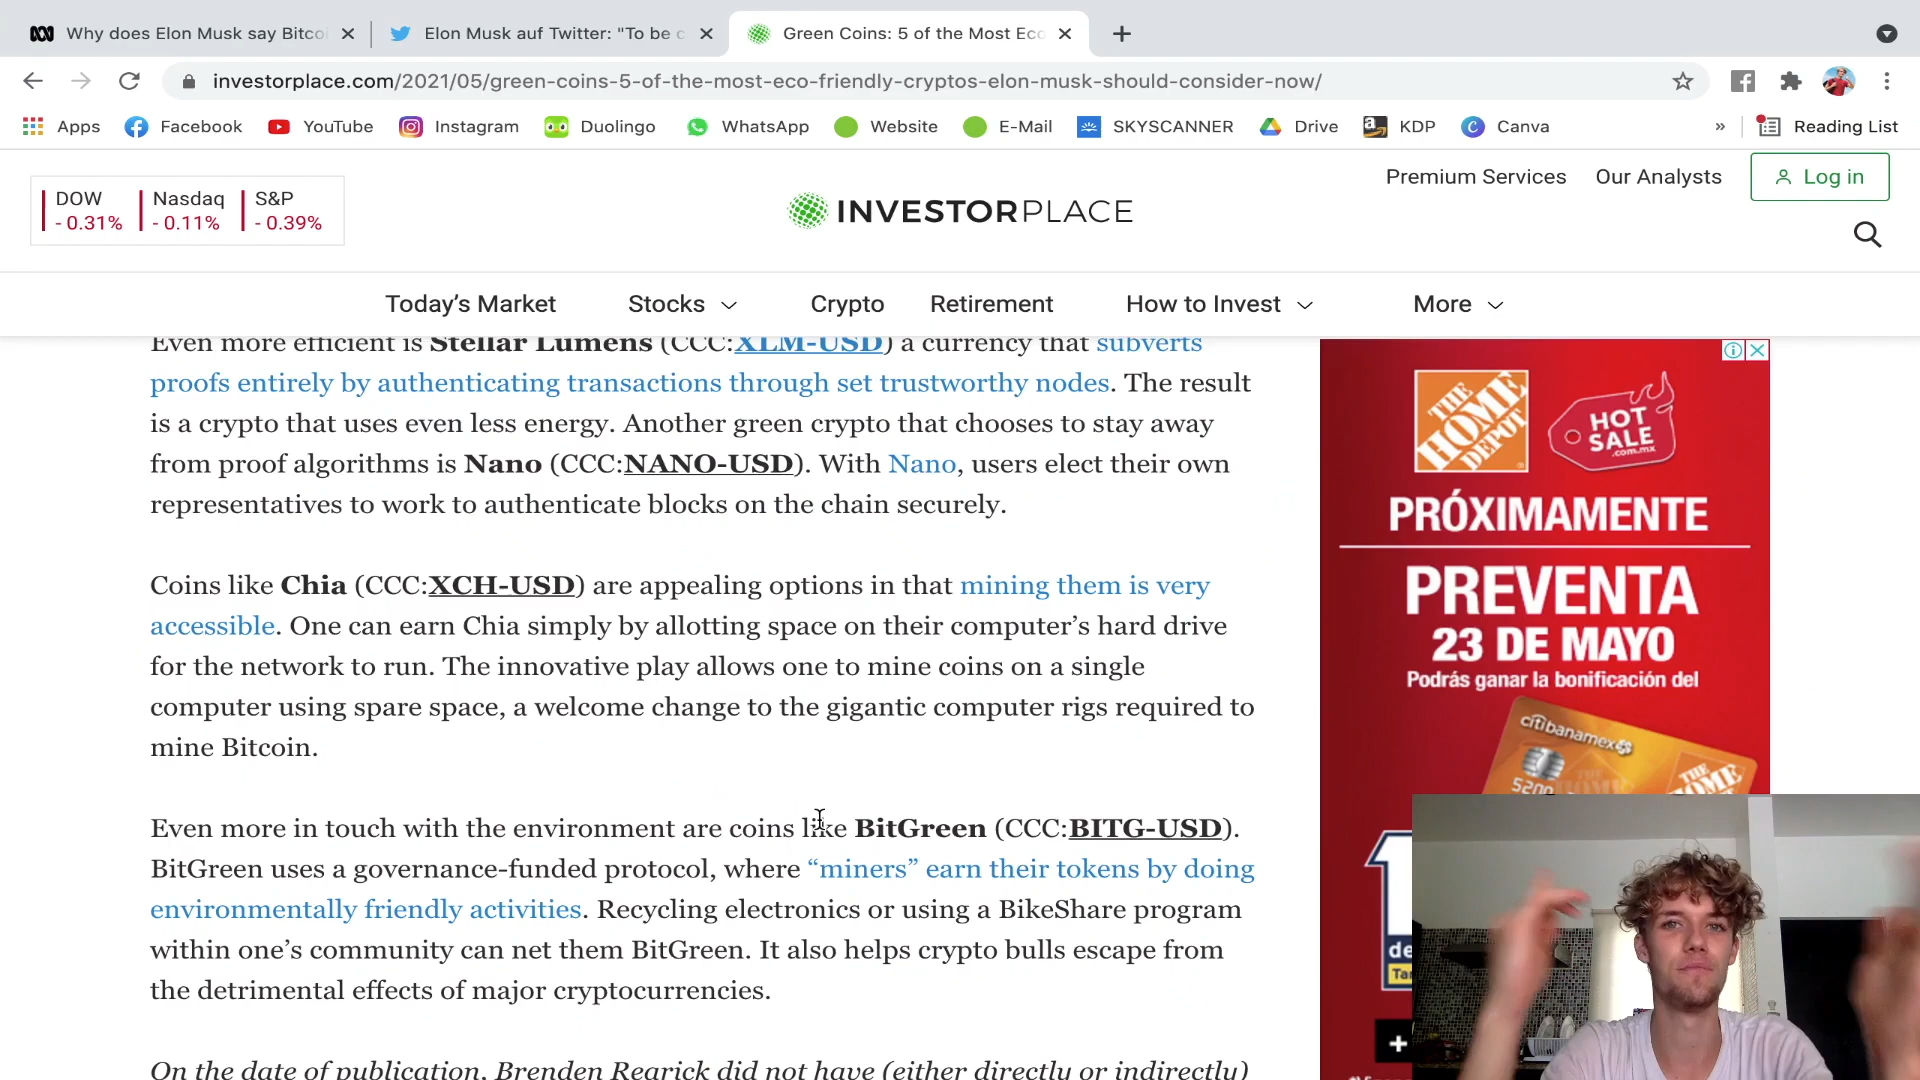 Why does Elon Musk say Bitco
Elon Musk auf Twitter: "To be c
Green Coins: 5 of the Most Eco
investorplace.com/2021/05/green-coins-5-of-the-most-eco-friendly-cryptos-elon-musk-should-consider-now/
Apps Facebook YouTube Instagram Duolingo WhatsApp Website E-Mail SKYSCANNER Drive KDP Canva » Reading List
Premium Services Our Analysts Log in
DOW Nasdaq S&P
- 0.31% - 0.11% - 0.39%
INVESTORPLACE
Today's Market Stocks Crypto Retirement How to Invest More
Even more efficient is Stellar Lumens (CCC:XLM-USD) a currency that subverts
proofs entirely by authenticating transactions through set trustworthy nodes. The result
is a crypto that uses even less energy. Another green crypto that chooses to stay away
from proof algorithms is Nano (CCC:NANO-USD). With Nano, users elect their own
representatives to work to authenticate blocks on the chain securely.
Coins like Chia (CCC:XCH-USD) are appealing options in that mining them is very
accessible. One can earn Chia simply by allotting space on their computer's hard drive
for the network to run. The innovative play allows one to mine coins on a single
computer using spare space, a welcome change to the gigantic computer rigs required to
mine Bitcoin.
Even more in touch with the environment are coins like BitGreen (CCC:BITG-USD).
BitGreen uses a governance-funded protocol, where “miners” earn their tokens by doing
environmentally friendly activities. Recycling electronics or using a BikeShare program
within one's community can net them BitGreen. It also helps crypto bulls escape from
the detrimental effects of major cryptocurrencies.
On the date of publication, Brenden Rearick did not have (either directly or indirectly)
THE
HOME
DEPOT
HOT
SALE
.com.mx
PRÓXIMAMENTE
PREVENTA
23 DE MAYO
Podrás ganar la bonificación del
citibanamex
THE
HOME
5200
1
de
Tar